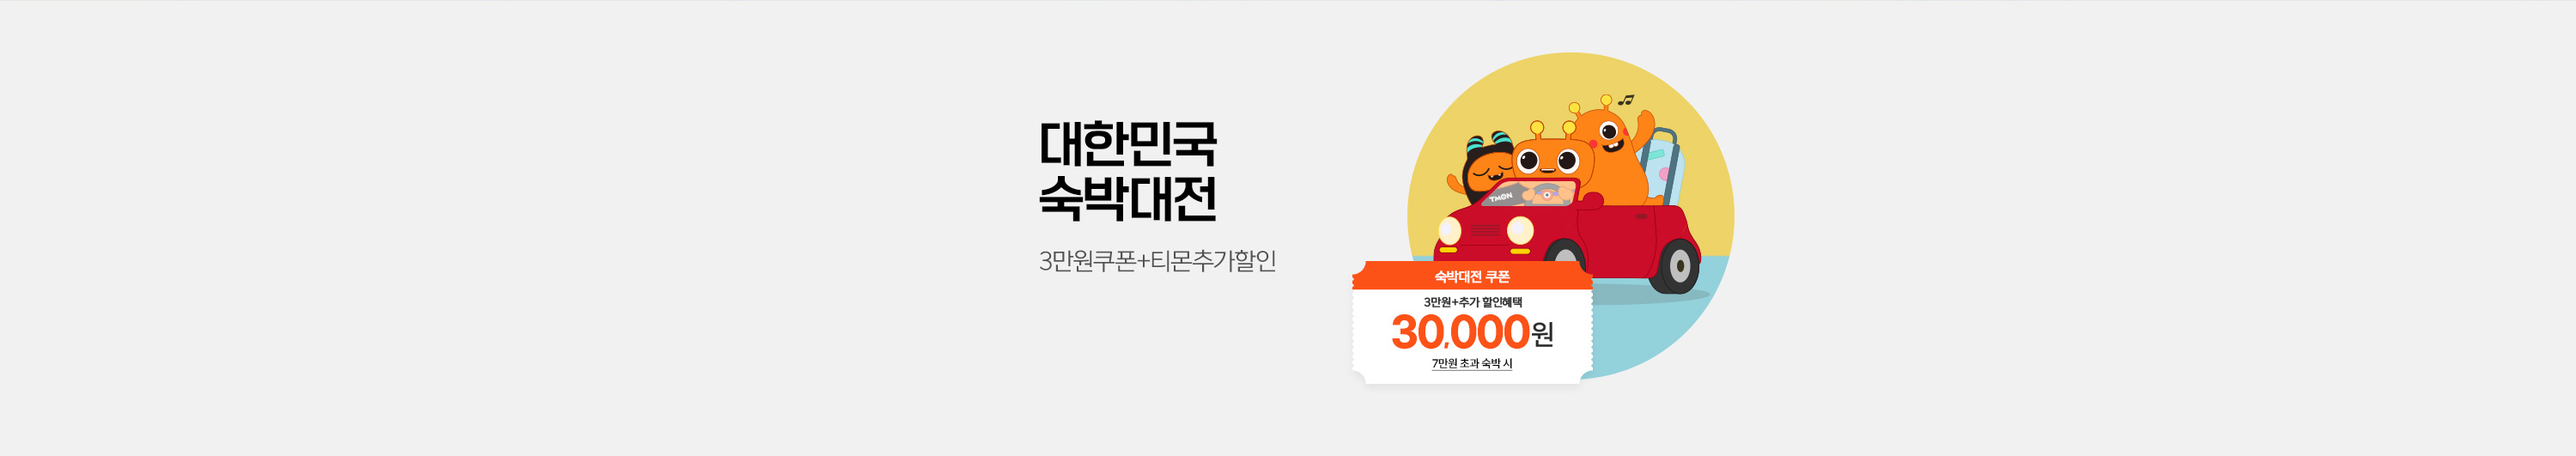 대한민국
숙박대전
3만원쿠폰+티몬추가할인
TMON
숙박대전 쿠폰
3만원+추가 할인혜택
30,000원
7만원 초과 숙박 시